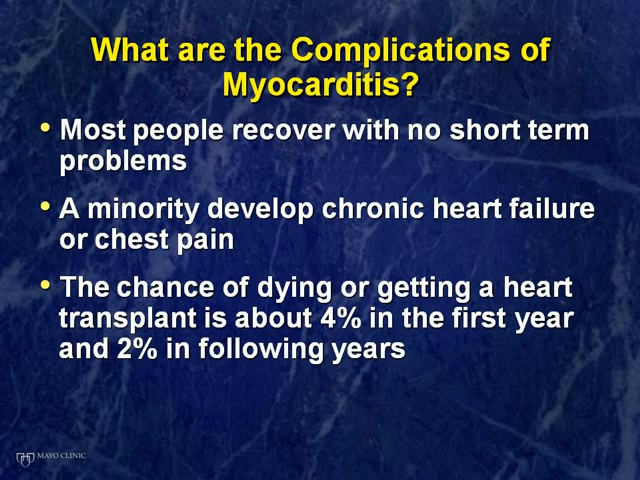 What are the Complications of
Myocarditis?
• Most people recover with no short term
problems
• A minority develop chronic heart failure
or chest pain
• The chance of dying or getting a heart
transplant is about 4% in the first year
and 2% in following years
MAYO CLINIC